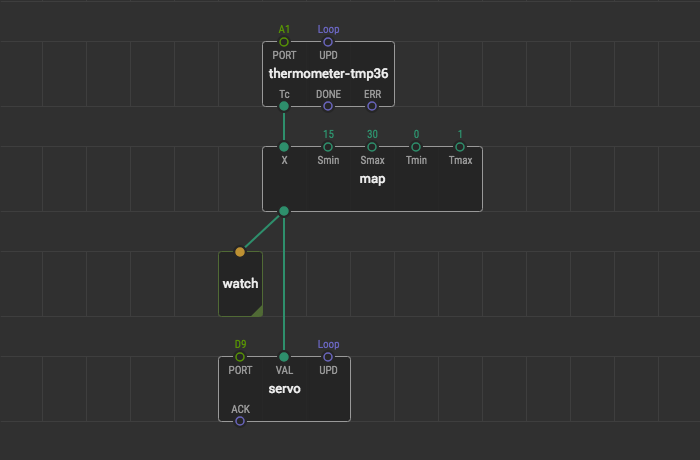 A1 Loop
PORT UPD
thermometer-tmp36
Tc DONE ERR
15 30 0 1
X Smin Smax Tmin Tmax
map
watch
D9 Loop
PORT VAL UPD
servo
ACK